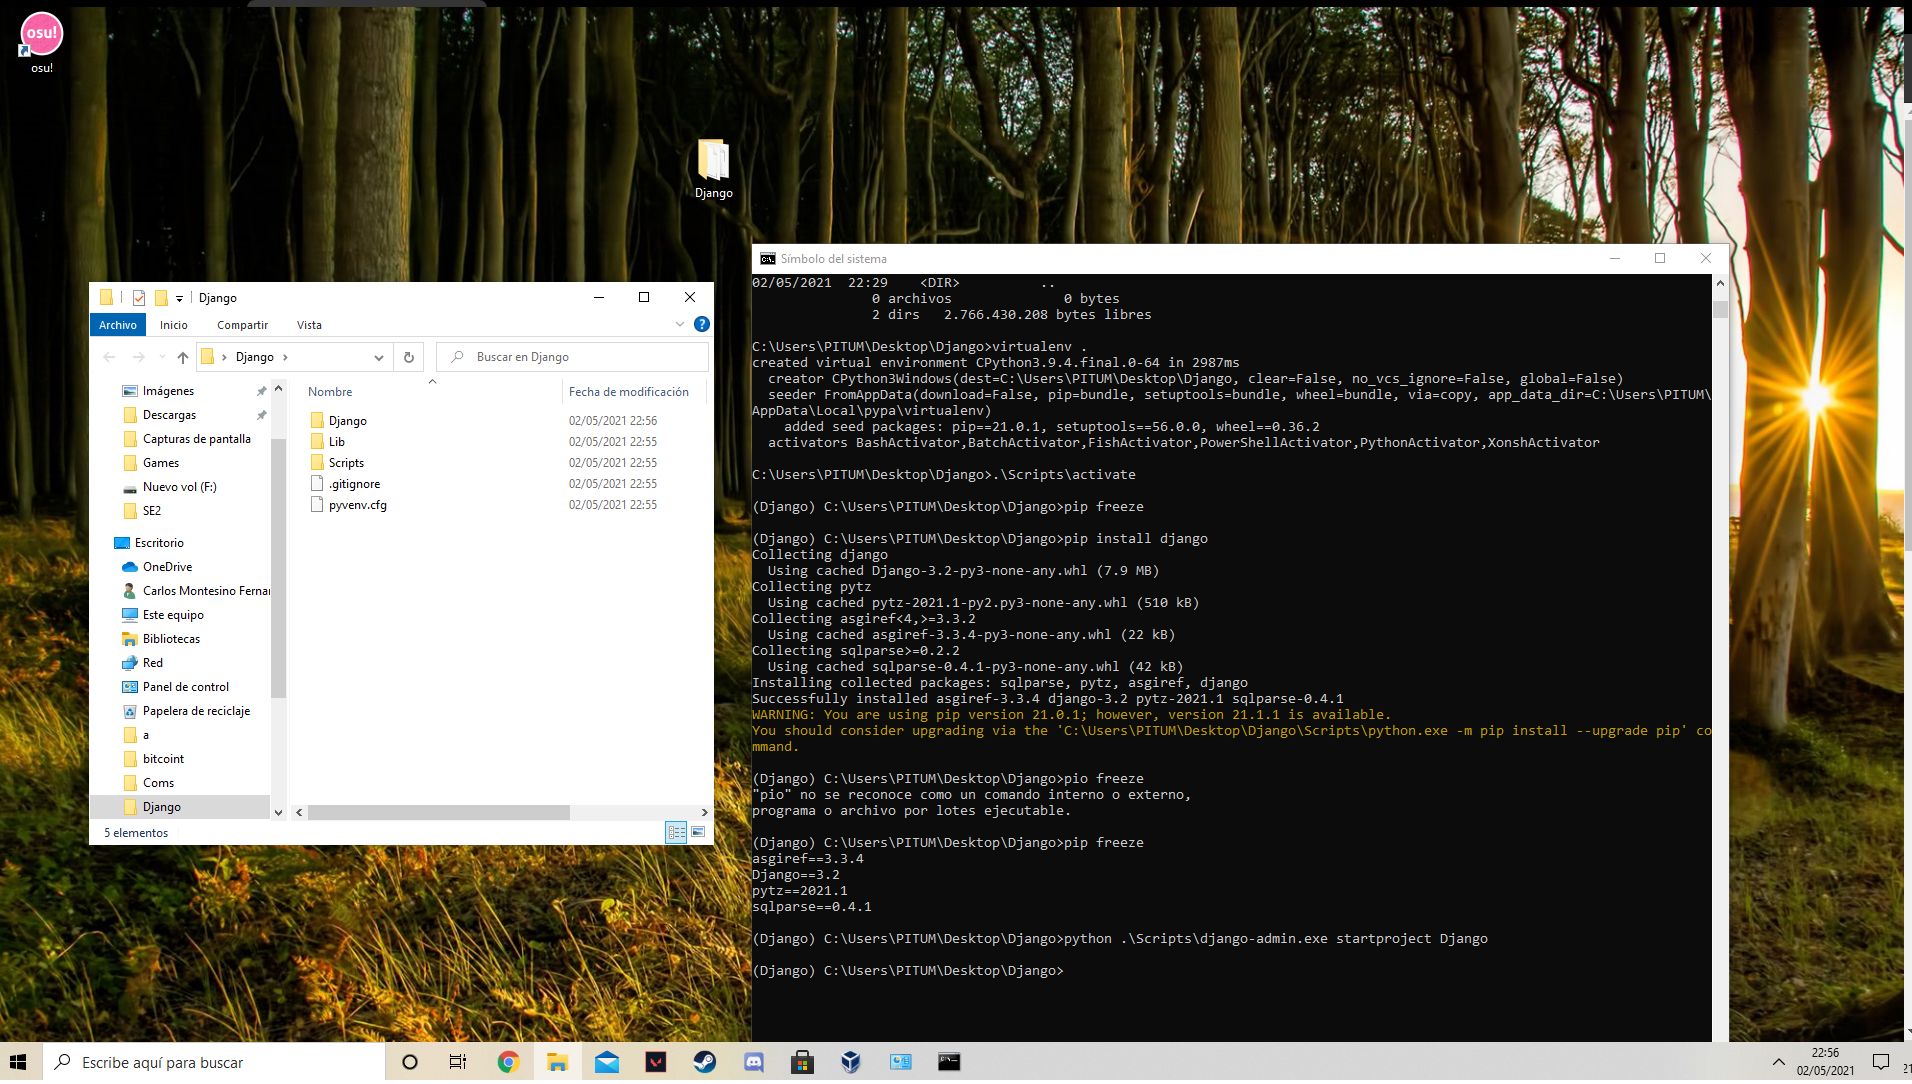 osu!
osu!
Django
Django
Archivo
Inicio
Compartir
Vista
Django
Buscar en Django
Imágenes
Descargas
Capturas de pantalla
Games
Nuevo vol (F:)
SE2
Escritorio
OneDrive
Carlos Montesino Fernar
Este equipo
Bibliotecas
Red
Panel de control
Papelera de reciclaje
a
bitcoint
Coms
Django
Nombre
Fecha de modificación
Django 02/05/2021 22:56
Lib 02/05/2021 22:55
Scripts 02/05/2021 22:55
.gitignore 02/05/2021 22:55
pyvenv.cfg 02/05/2021 22:55
5 elementos
Símbolo del sistema
02/05/2021  22:29    <DIR>          ..
0 archivos              0 bytes
2 dirs   2.766.430.208 bytes libres
C:\Users\PITUM\Desktop\Django>virtualenv .
created virtual environment CPython3.9.4.final.0-64 in 2987ms
creator CPython3Windows(dest=C:\Users\PITUM\Desktop\Django, clear=False, no_vcs_ignore=False, global=False)
seeder FromAppData(download=False, pip=bundle, setuptools=bundle, wheel=bundle, via=copy, app_data_dir=C:\Users\PITUM\
AppData\Local\pypa\virtualenv)
added seed packages: pip==21.0.1, setuptools==56.0.0, wheel==0.36.2
activators BashActivator,BatchActivator,FishActivator,PowerShellActivator,PythonActivator,XonshActivator
C:\Users\PITUM\Desktop\Django>.\Scripts\activate
(Django) C:\Users\PITUM\Desktop\Django>pip freeze
(Django) C:\Users\PITUM\Desktop\Django>pip install django
Collecting django
Using cached Django-3.2-py3-none-any.whl (7.9 MB)
Collecting pytz
Using cached pytz-2021.1-py2.py3-none-any.whl (510 kB)
Collecting asgiref<4,>=3.3.2
Using cached asgiref-3.3.4-py3-none-any.whl (22 kB)
Collecting sqlparse>=0.2.2
Using cached sqlparse-0.4.1-py3-none-any.whl (42 kB)
Installing collected packages: sqlparse, pytz, asgiref, django
Successfully installed asgiref-3.3.4 django-3.2 pytz-2021.1 sqlparse-0.4.1
WARNING: You are using pip version 21.0.1; however, version 21.1.1 is available.
You should consider upgrading via the 'C:\Users\PITUM\Desktop\Django\Scripts\python.exe -m pip install --upgrade pip' co
mmand.
(Django) C:\Users\PITUM\Desktop\Django>pio freeze
"pio" no se reconoce como un comando interno o externo,
programa o archivo por lotes ejecutable.
(Django) C:\Users\PITUM\Desktop\Django>pip freeze
asgiref==3.3.4
Django==3.2
pytz==2021.1
sqlparse==0.4.1
(Django) C:\Users\PITUM\Desktop\Django>python .\Scripts\django-admin.exe startproject Django
(Django) C:\Users\PITUM\Desktop\Django>
Escribe aquí para buscar
22:56
02/05/2021
21